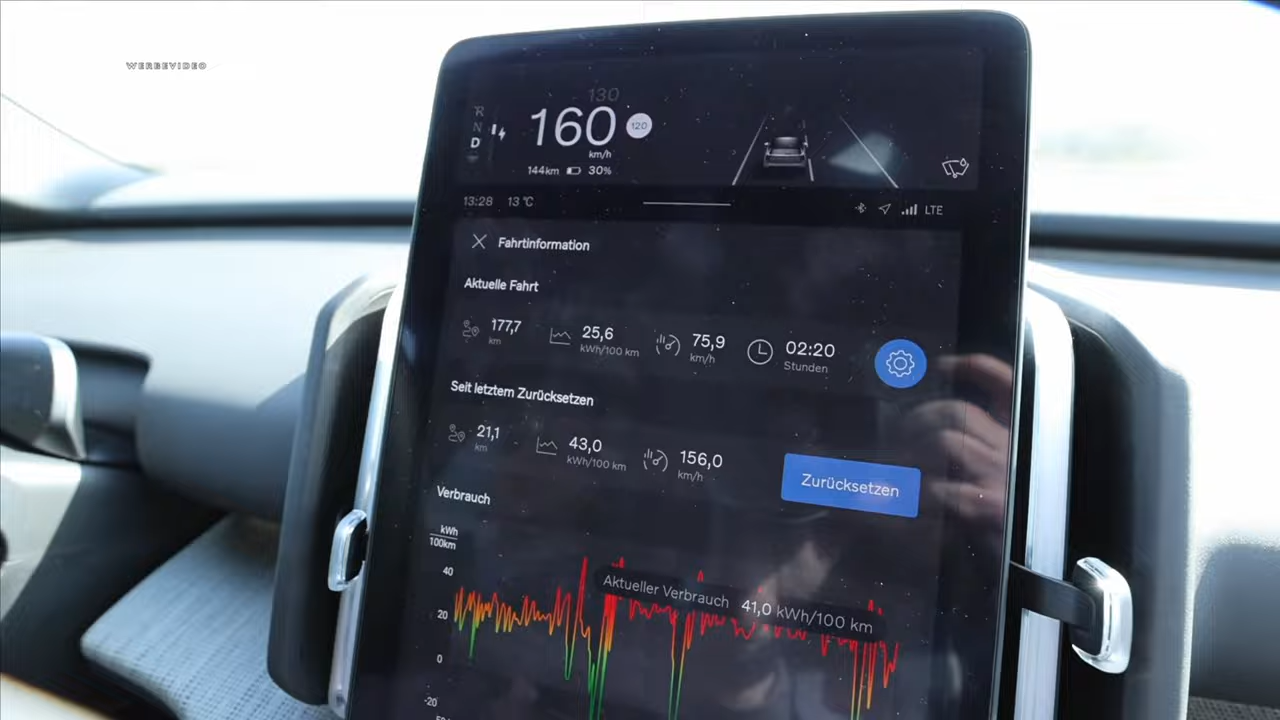 WERBEVIDEO
130
R
N
D
160
120
km/h
144km 30%
13:28 13 °C
LTE
Fahrtinformation
Aktuelle Fahrt
177,7
km
25,6
kWh/100 km
75,9
km/h
02:20
Stunden
Seit letztem Zurücksetzen
21,1
km
43,0
kWh/100 km
156,0
km/h
Zurücksetzen
Verbrauch
kWh
100km
40
20
0
-20
Aktueller Verbrauch 41,0 kWh/100 km